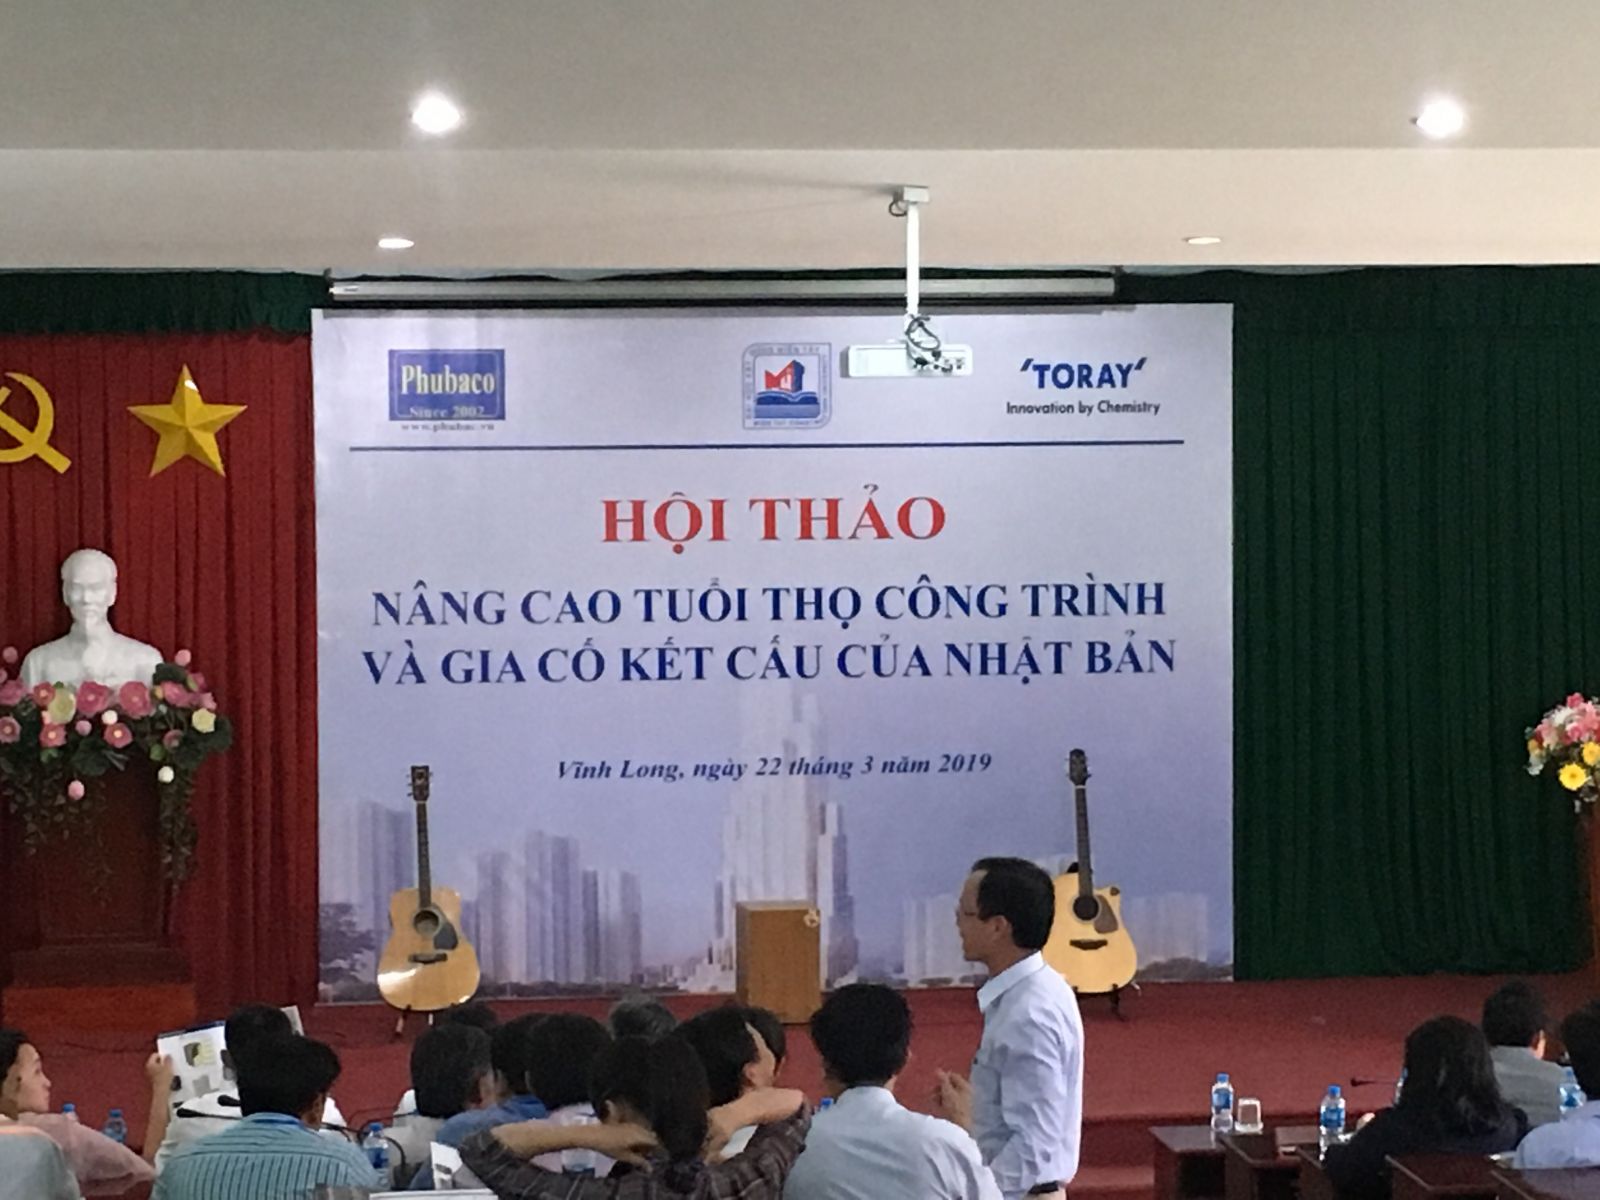 Phubaco
Since 2002
www.phubac.vn
'TORAY'
Innovation by Chemistry
HỘI THẢO
NÂNG CAO TUỔI THỌ CÔNG TRÌNH
VÀ GIA CỐ KẾT CẤU CỦA NHẬT BẢN
Vĩnh Long, ngày 22 tháng 3 năm 2019